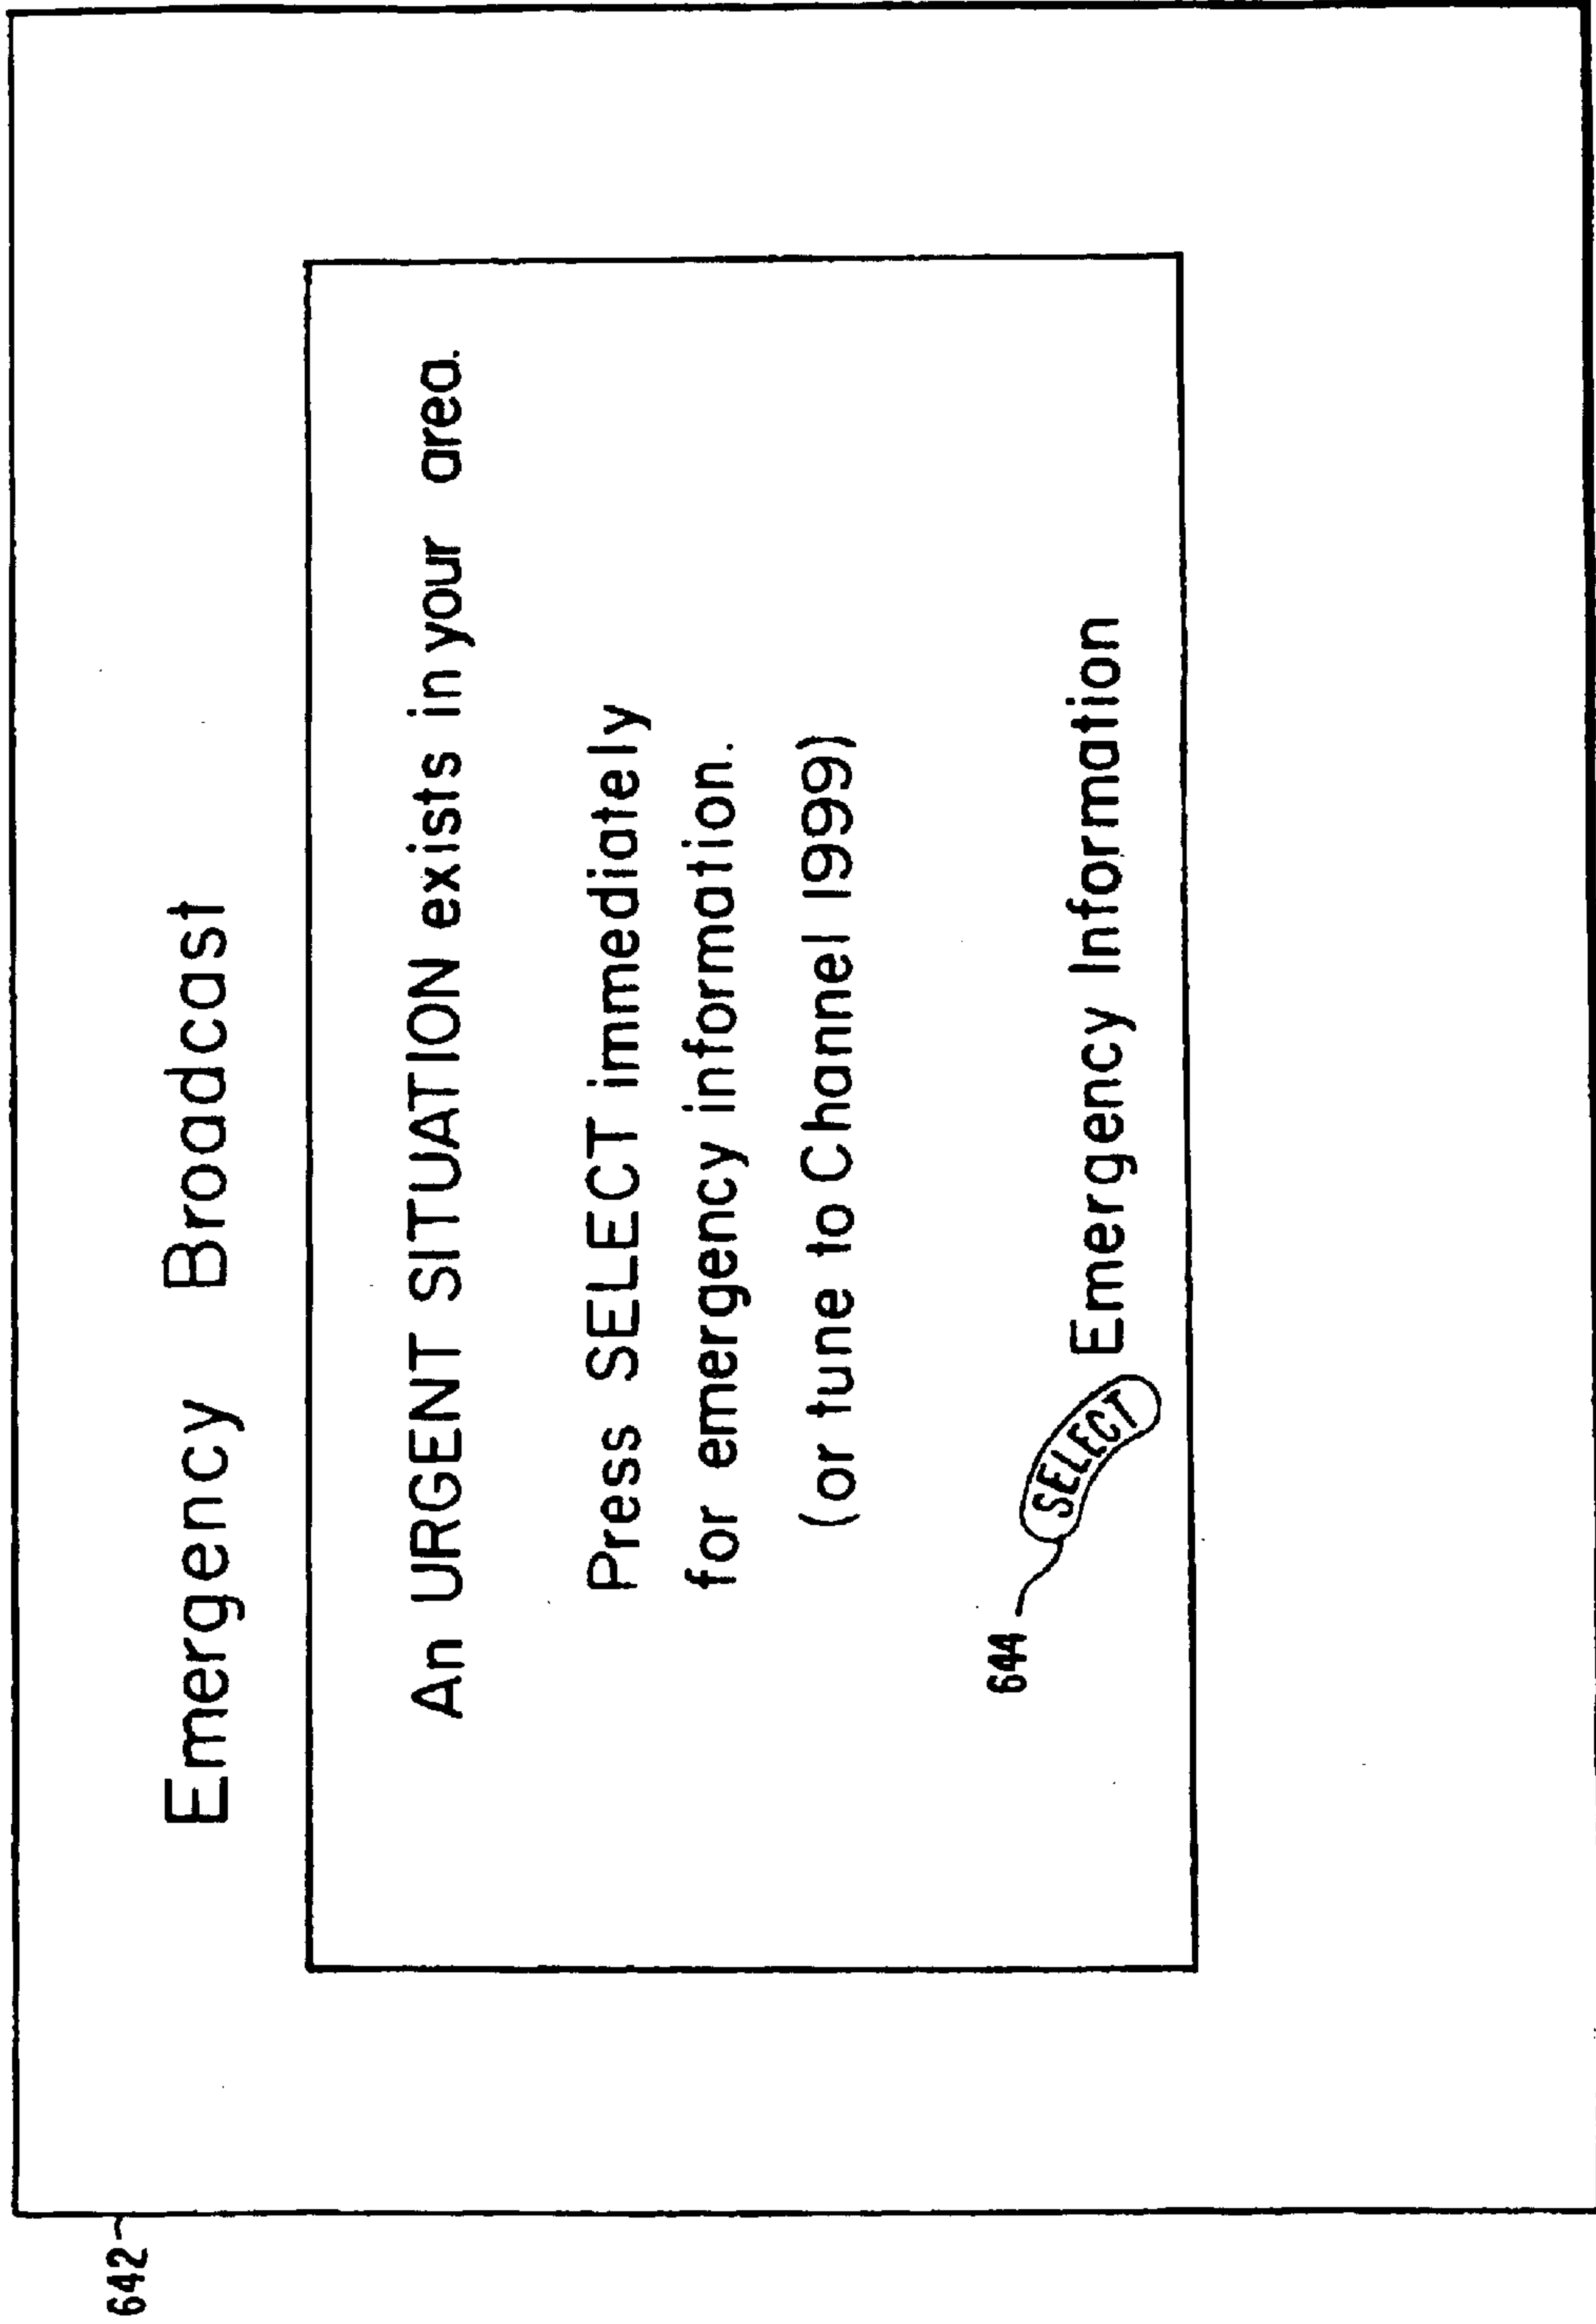 642
Emergency Broadcast
An URGENT SITUATION exists in your area.
Press SELECT immediately
for emergency information.
(or tune to Channel 1999)
644
SELECT Emergency Information